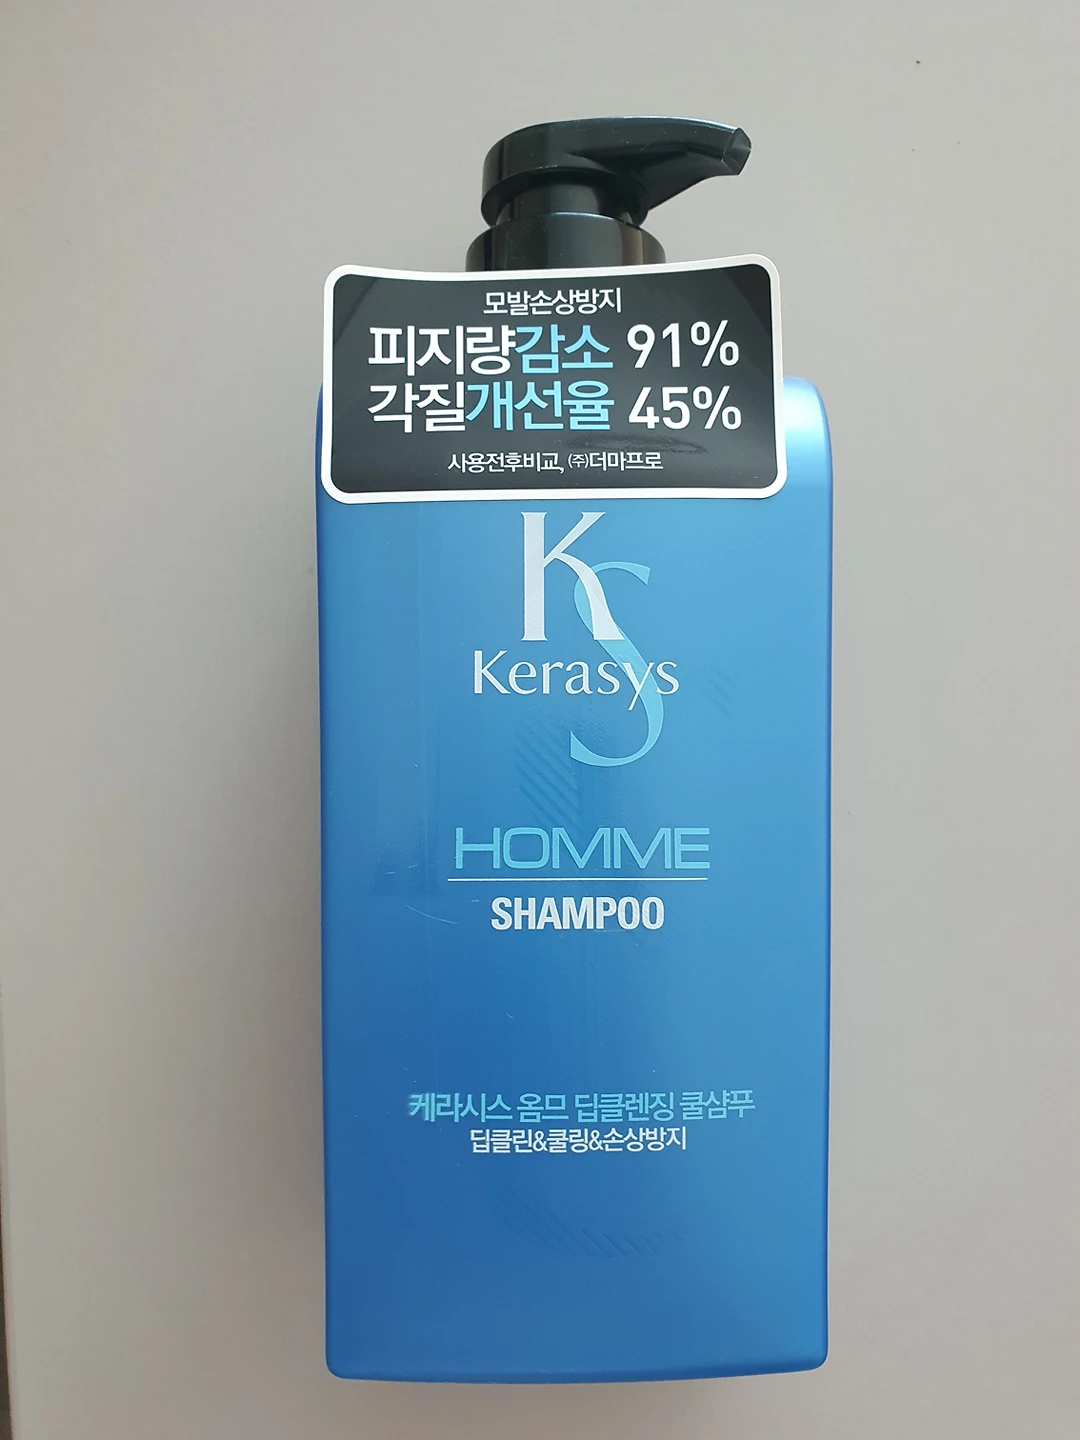 모발손상방지
피지량감소 91%
각질개선율 45%
사용전후비교, (주)더마프로
KS
Kerasys
HOMME
SHAMPOO
케라시스 옴므 딥클렌징 쿨샴푸
딥클린&쿨링&손상방지